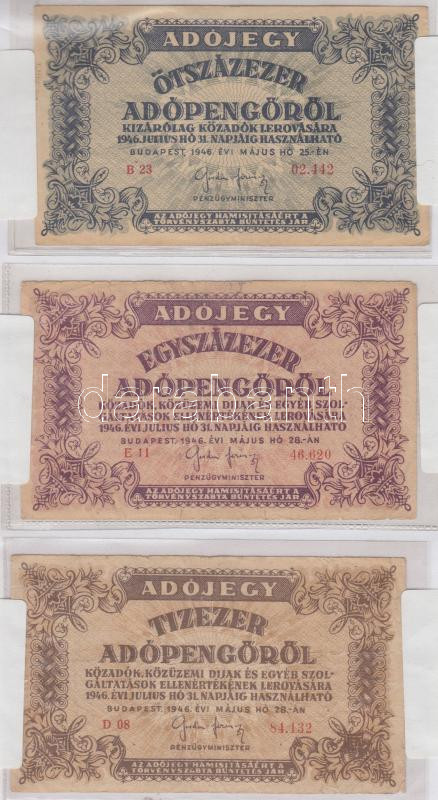 ADÓJEGY
ÖTSZÁZEZER
ADÓPENGŐRŐL
KIZÁRÓLAG KÖZADÓK LEROVÁSÁRA
1946. JULIUS HÓ 31. NAPJÁIG HASZNÁLHATÓ
BUDAPEST, 1946. ÉVI MÁJUS HÓ 25.-ÉN
B 23 02.442
PÉNZÜGYMINISZTER
AZ ADÓJEGY HAMISITÁSÁÉRT A
TÖRVÉNYSZABTA BÜNTETÉS JÁR.
ADÓJEGY
EGYSZÁZEZER
ADÓPENGŐRŐL
KÖZADÓK, KÖZÜZEMI DIJAK ÉS EGYÉB SZOL-
GÁLTATÁSOK ELLENÉRTÉKÉNEK LEROVÁSÁRA
1946. ÉVI JULIUS HÓ 31. NAPJÁIG HASZNÁLHATÓ
BUDAPEST, 1946. ÉVI MÁJUS HÓ 28.-ÁN
E 11 46.620
PÉNZÜGYMINISZTER
AZ ADÓJEGY HAMISITÁSÁÉRT A
TÖRVÉNYSZABTA BÜNTETÉS JÁR.
darabanth
ADÓJEGY
TIZEZER
ADÓPENGŐRŐL
KÖZADÓK, KÖZÜZEMI DIJAK ÉS EGYÉB SZOL-
GÁLTATÁSOK ELLENÉRTÉKÉNEK LEROVÁSÁRA
1946. ÉVI JULIUS HÓ 31. NAPJÁIG HASZNÁLHATÓ
BUDAPEST, 1946. ÉVI MÁJUS HÓ 28.-ÁN
D 08 84.132
PÉNZÜGYMINISZTER
AZ ADÓJEGY HAMISITÁSÁÉRT A
TÖRVÉNYSZABTA BÜNTETÉS JÁR.